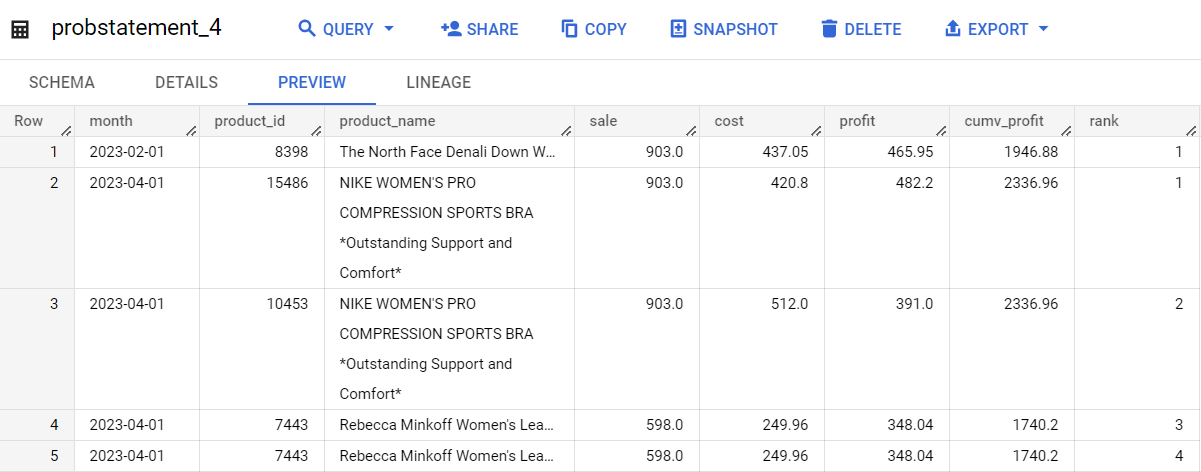 probstatement_4 QUERY SHARE COPY SNAPSHOT DELETE EXPORT
SCHEMA DETAILS PREVIEW LINEAGE
Row month product_id product_name sale cost profit cumv_profit rank
1 2023-02-01 8398 The North Face Denali Down W... 903.0 437.05 465.95 1946.88 1
2 2023-04-01 15486 NIKE WOMEN'S PRO 903.0 420.8 482.2 2336.96 1
COMPRESSION SPORTS BRA
*Outstanding Support and
Comfort*
3 2023-04-01 10453 NIKE WOMEN'S PRO 903.0 512.0 391.0 2336.96 2
COMPRESSION SPORTS BRA
*Outstanding Support and
Comfort*
4 2023-04-01 7443 Rebecca Minkoff Women's Lea... 598.0 249.96 348.04 1740.2 3
5 2023-04-01 7443 Rebecca Minkoff Women's Lea... 598.0 249.96 348.04 1740.2 4